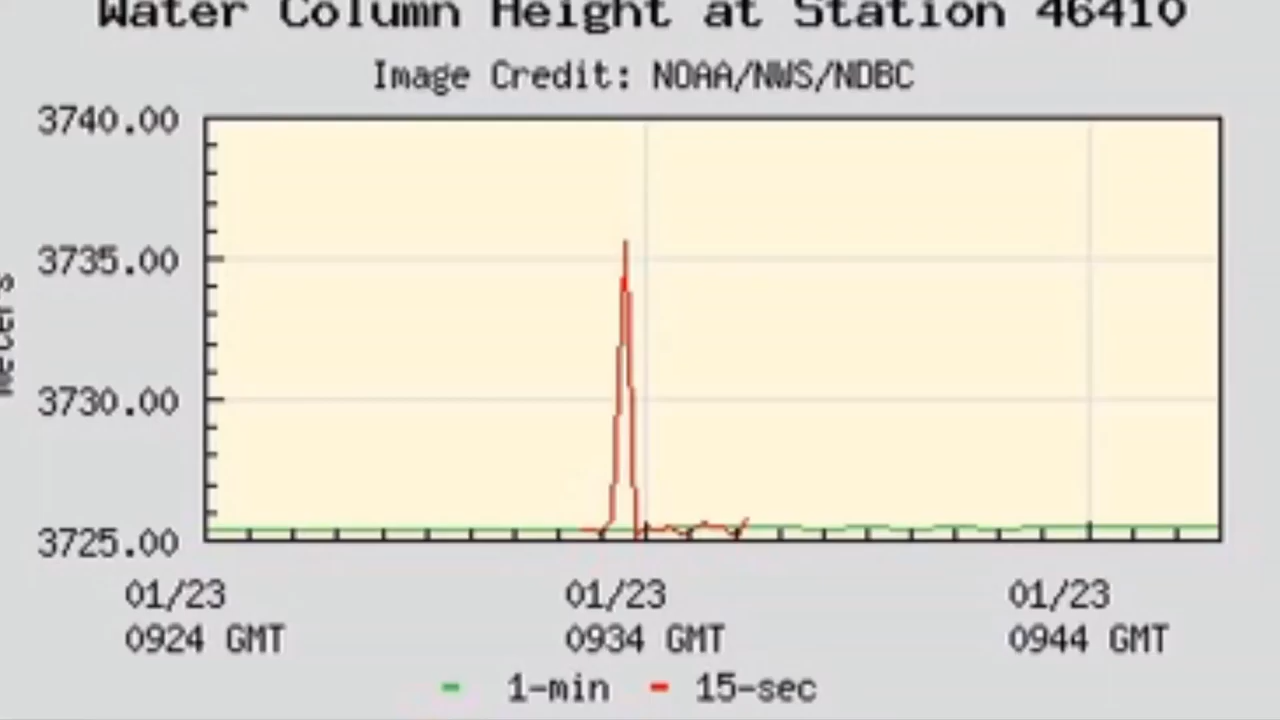 Water Column Height at Station 46410
Image Credit: NOAA/NWS/NDBC
3740.00
3735.00
3730.00
3725.00
Meters
01/23 01/23 01/23
0924 GMT 0934 GMT 0944 GMT
1-min 15-sec